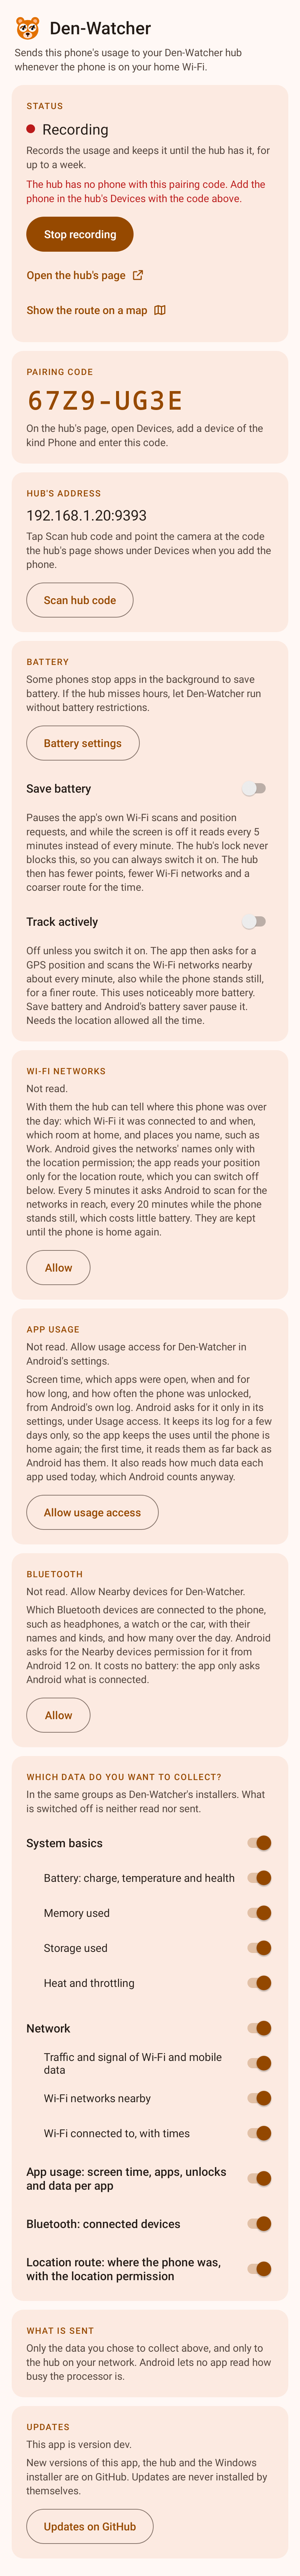 Den-Watcher
Sends this phone's usage to your Den-Watcher hub
whenever the phone is on your home Wi-Fi.
STATUS
Recording
Records the usage and keeps it until the hub has it, for
up to a week.
The hub has no phone with this pairing code. Add the
phone in the hub's Devices with the code above.
Stop recording
Open the hub's page
Show the route on a map
PAIRING CODE
67Z9-UG3E
On the hub's page, open Devices, add a device of the
kind Phone and enter this code.
HUB'S ADDRESS
192.168.1.20:9393
Tap Scan hub code and point the camera at the code
the hub's page shows under Devices when you add the
phone.
Scan hub code
BATTERY
Some phones stop apps in the background to save
battery. If the hub misses hours, let Den-Watcher run
without battery restrictions.
Battery settings
Save battery
Pauses the app's own Wi-Fi scans and position
requests, and while the screen is off it reads every 5
minutes instead of every minute. The hub's lock never
blocks this, so you can always switch it on. The hub
then has fewer points, fewer Wi-Fi networks and a
coarser route for the time.
Track actively
Off unless you switch it on. The app then asks for a
GPS position and scans the Wi-Fi networks nearby
about every minute, also while the phone stands still,
for a finer route. This uses noticeably more battery.
Save battery and Android's battery saver pause it.
Needs the location allowed all the time.
WI-FI NETWORKS
Not read.
With them the hub can tell where this phone was over
the day: which Wi-Fi it was connected to and when,
which room at home, and places you name, such as
Work. Android gives the networks' names only with
the location permission; the app reads your position
only for the location route, which you can switch off
below. Every 5 minutes it asks Android to scan for the
networks in reach, every 20 minutes while the phone
stands still, which costs little battery. They are kept
until the phone is home again.
Allow
APP USAGE
Not read. Allow usage access for Den-Watcher in
Android's settings.
Screen time, which apps were open, when and for
how long, and how often the phone was unlocked,
from Android's own log. Android asks for it only in its
settings, under Usage access. It keeps its log for a few
days only, so the app keeps the uses until the phone is
home again; the first time, it reads them as far back as
Android has them. It also reads how much data each
app used today, which Android counts anyway.
Allow usage access
BLUETOOTH
Not read. Allow Nearby devices for Den-Watcher.
Which Bluetooth devices are connected to the phone,
such as headphones, a watch or the car, with their
names and kinds, and how many over the day. Android
asks for the Nearby devices permission for it from
Android 12 on. It costs no battery: the app only asks
Android what is connected.
Allow
WHICH DATA DO YOU WANT TO COLLECT?
In the same groups as Den-Watcher's installers. What
is switched off is neither read nor sent.
System basics
Battery: charge, temperature and health
Memory used
Storage used
Heat and throttling
Network
Traffic and signal of Wi-Fi and mobile
data
Wi-Fi networks nearby
Wi-Fi connected to, with times
App usage: screen time, apps, unlocks
and data per app
Bluetooth: connected devices
Location route: where the phone was,
with the location permission
WHAT IS SENT
Only the data you chose to collect above, and only to
the hub on your network. Android lets no app read how
busy the processor is.
UPDATES
This app is version dev.
New versions of this app, the hub and the Windows
installer are on GitHub. Updates are never installed by
themselves.
Updates on GitHub